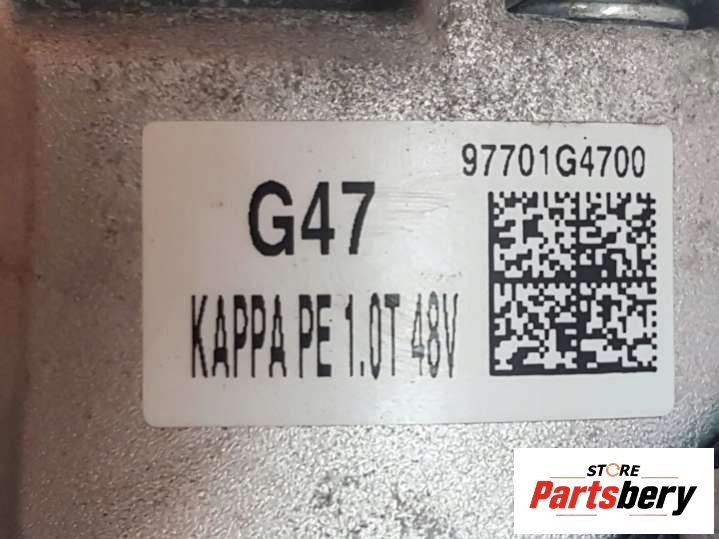 97701G4700
G47
KAPPA PE 1.0T 48V
STORE
Partsbery